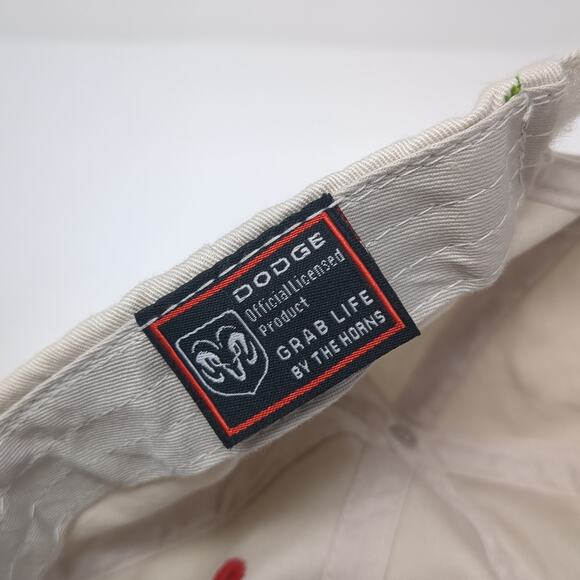 DODGE
Official Licensed
Product
GRAB LIFE
BY THE HORNS